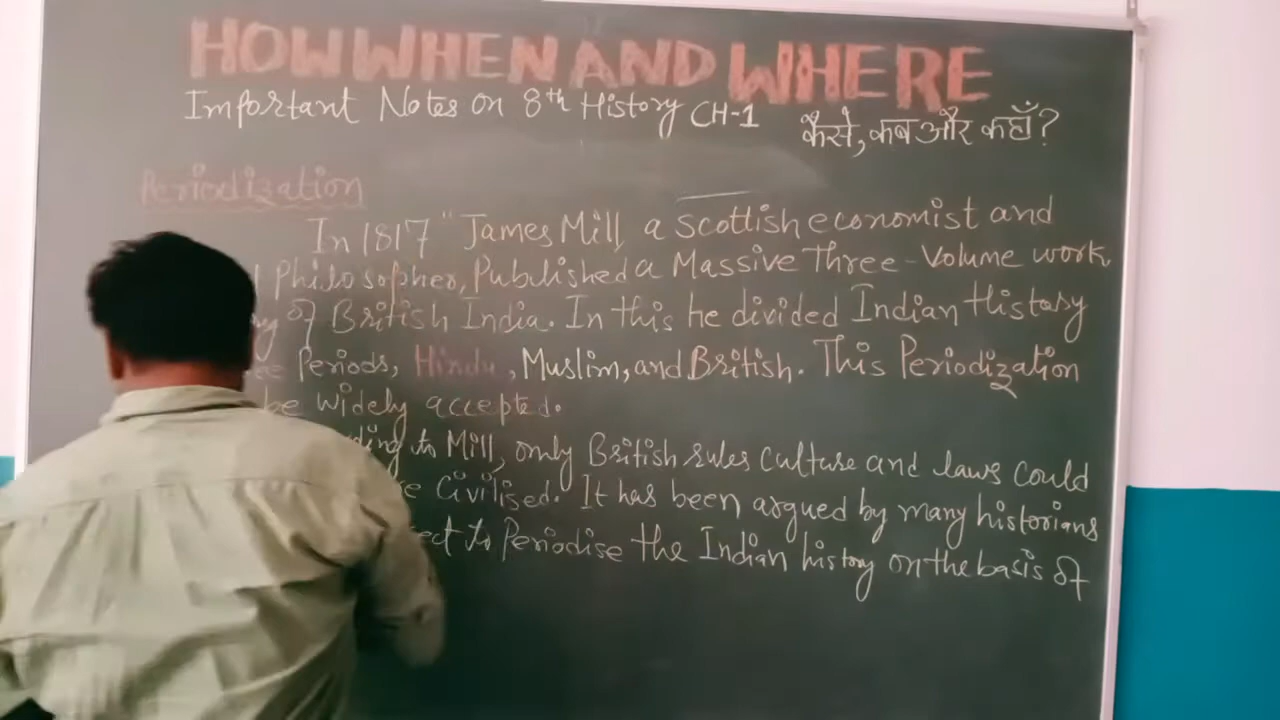 HOW WHEN AND WHERE
Important Notes on 8th History CH-1
कैसे, कब और कहाँ?
Periodization
In 1817 "James Mill, a Scottish economist and
Philosopher, Published a Massive Three-Volume work,
of British India. In this he divided Indian History
Periods, Hindu, Muslim, and British. This Periodization
be widely accepted.
to Mill, only British rules culture and laws could
Civilised. It has been argued by many historians
to Periodise the Indian history on the basis of